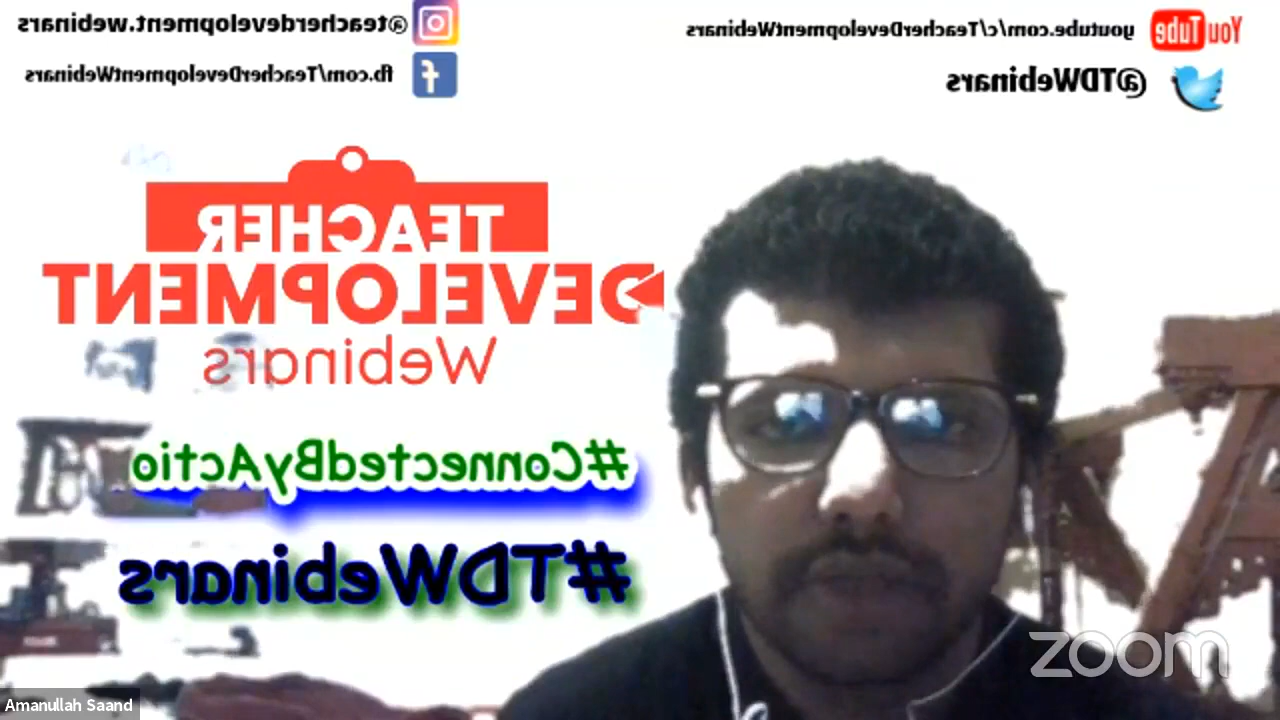 @teacherdevelopment.webinars
fb.com/TeacherDevelopmentWebinars
youtube.com/c/TeacherDevelopmentWebinars
YouTube
@TDWebinars
TEACHER
DEVELOPMENT
Webinars
#ConnectedByActio
#TDWebinars
zoom
Amanullah Saand